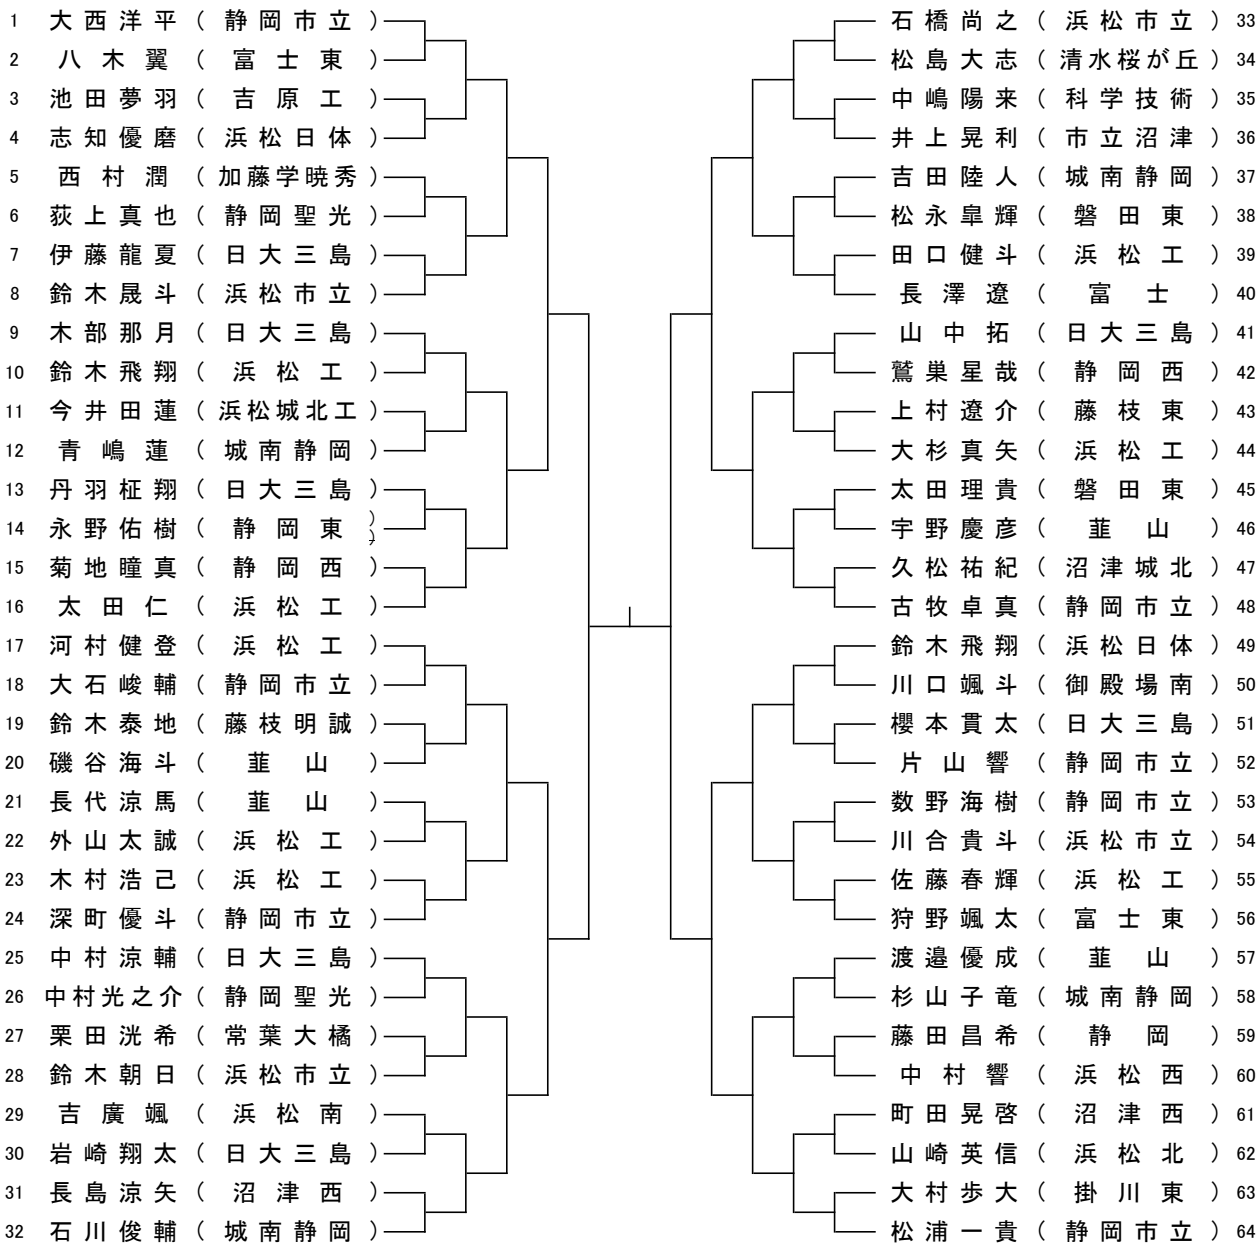 1 大西洋平（静岡市立）
2 八木翼（富士東）
3 池田夢羽（吉原工）
4 志知優磨（浜松日体）
5 西村潤（加藤学暁秀）
6 荻上真也（静岡聖光）
7 伊藤龍夏（日大三島）
8 鈴木晟斗（浜松市立）
9 木部那月（日大三島）
10 鈴木飛翔（浜松工）
11 今井田蓮（浜松城北工）
12 青嶋蓮（城南静岡）
13 丹羽柾翔（日大三島）
14 永野佑樹（静岡東）
15 菊地瞳真（静岡西）
16 太田仁（浜松工）
17 河村健登（浜松工）
18 大石峻輔（静岡市立）
19 鈴木泰地（藤枝明誠）
20 磯谷海斗（韮山）
21 長代涼馬（韮山）
22 外山太誠（浜松工）
23 木村浩己（浜松工）
24 深町優斗（静岡市立）
25 中村涼輔（日大三島）
26 中村光之介（静岡聖光）
27 栗田洸希（常葉大橘）
28 鈴木朝日（浜松市立）
29 吉廣颯（浜松南）
30 岩崎翔太（日大三島）
31 長島涼矢（沼津西）
32 石川俊輔（城南静岡）
石橋尚之（浜松市立）33
松島大志（清水桜が丘）34
中嶋陽来（科学技術）35
井上晃利（市立沼津）36
吉田陸人（城南静岡）37
松永皐輝（磐田東）38
田口健斗（浜松工）39
長澤遼（富士）40
山中拓（日大三島）41
鷲巣星哉（静岡西）42
上村遼介（藤枝東）43
大杉真矢（浜松工）44
太田理貴（磐田東）45
宇野慶彦（韮山）46
久松祐紀（沼津城北）47
古牧卓真（静岡市立）48
鈴木飛翔（浜松日体）49
川口颯斗（御殿場南）50
櫻本貫太（日大三島）51
片山響（静岡市立）52
数野海樹（静岡市立）53
川合貴斗（浜松市立）54
佐藤春輝（浜松工）55
狩野颯太（富士東）56
渡邉優成（韮山）57
杉山子竜（城南静岡）58
藤田昌希（静岡）59
中村響（浜松西）60
町田晃啓（沼津西）61
山崎英信（浜松北）62
大村歩大（掛川東）63
松浦一貴（静岡市立）64